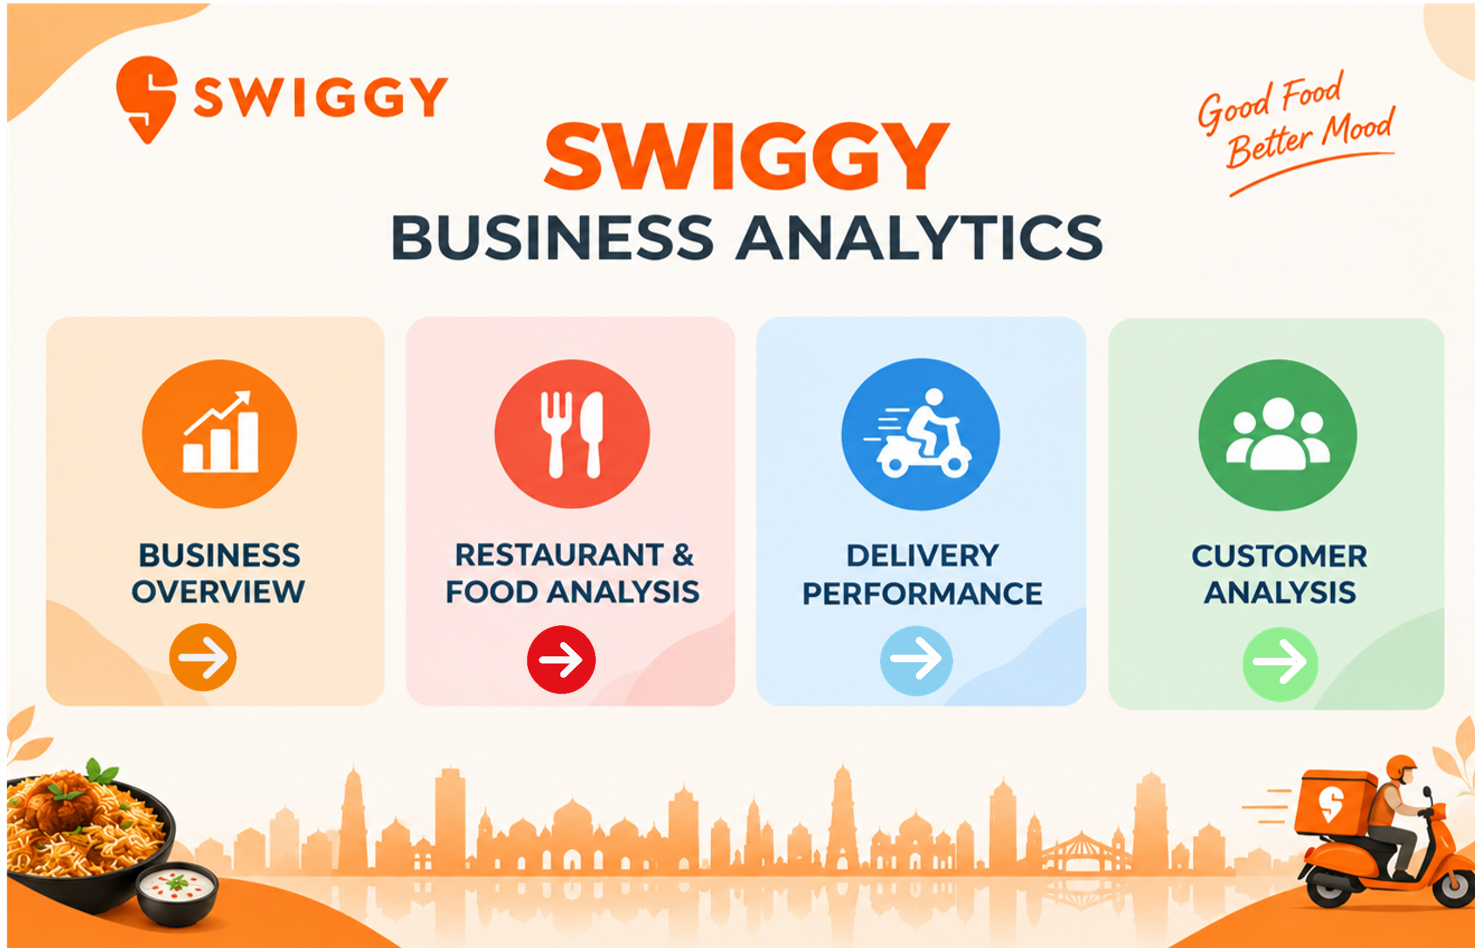 SWIGGY
Good Food
Better Mood
SWIGGY
BUSINESS ANALYTICS
BUSINESS
OVERVIEW
RESTAURANT &
FOOD ANALYSIS
DELIVERY
PERFORMANCE
CUSTOMER
ANALYSIS